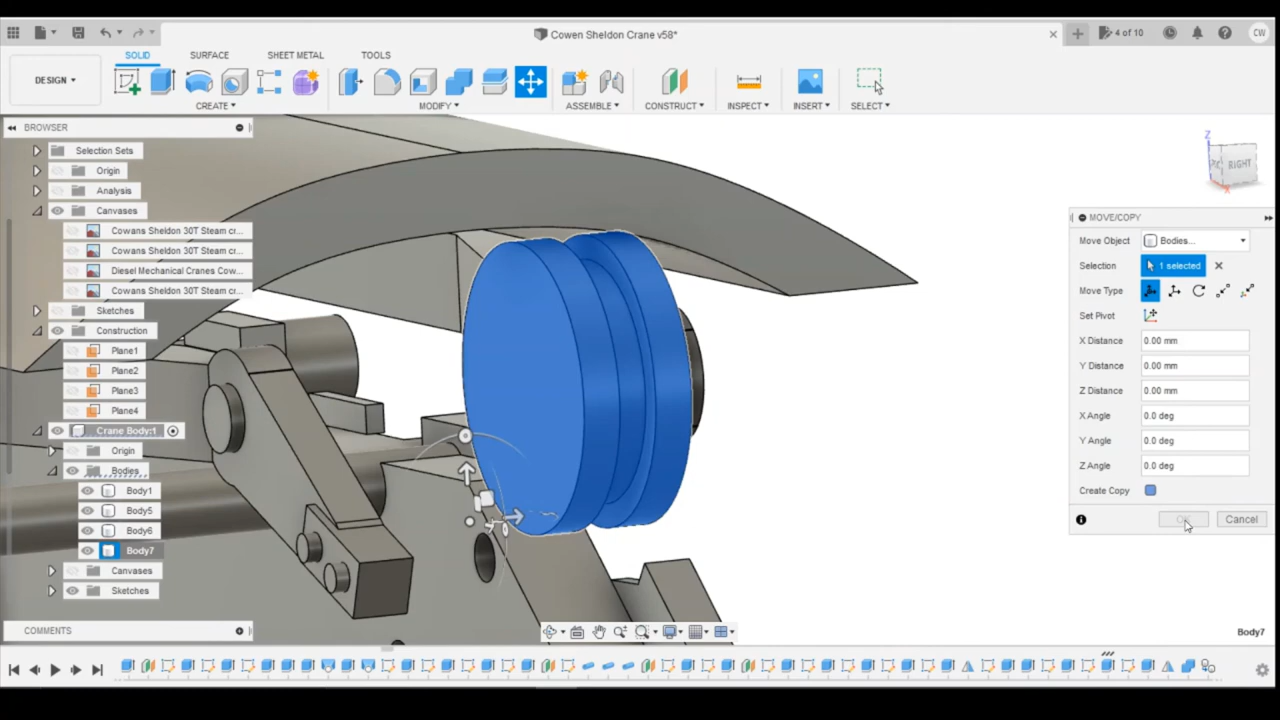 Cowen Sheldon Crane v58*
4 of 10
CW
SOLID
SURFACE
SHEET METAL
TOOLS
DESIGN
CREATE
MODIFY
ASSEMBLE
CONSTRUCT
INSPECT
INSERT
SELECT
BROWSER
Selection Sets
Origin
Analysis
Canvases
Cowans Sheldon 30T Steam cr...
Cowans Sheldon 30T Steam cr...
Diesel Mechanical Cranes Cow...
Cowans Sheldon 30T Steam cr...
Sketches
Construction
Plane1
Plane2
Plane3
Plane4
Crane Body:1
Origin
Bodies
Body1
Body5
Body6
Body7
Canvases
Sketches
COMMENTS
Z
RIGHT
X
MOVE/COPY
Move Object
Bodies...
Selection
1 selected
Move Type
Set Pivot
X Distance
0.00 mm
Y Distance
0.00 mm
Z Distance
0.00 mm
X Angle
0.0 deg
Y Angle
0.0 deg
Z Angle
0.0 deg
Create Copy
Cancel
Body7